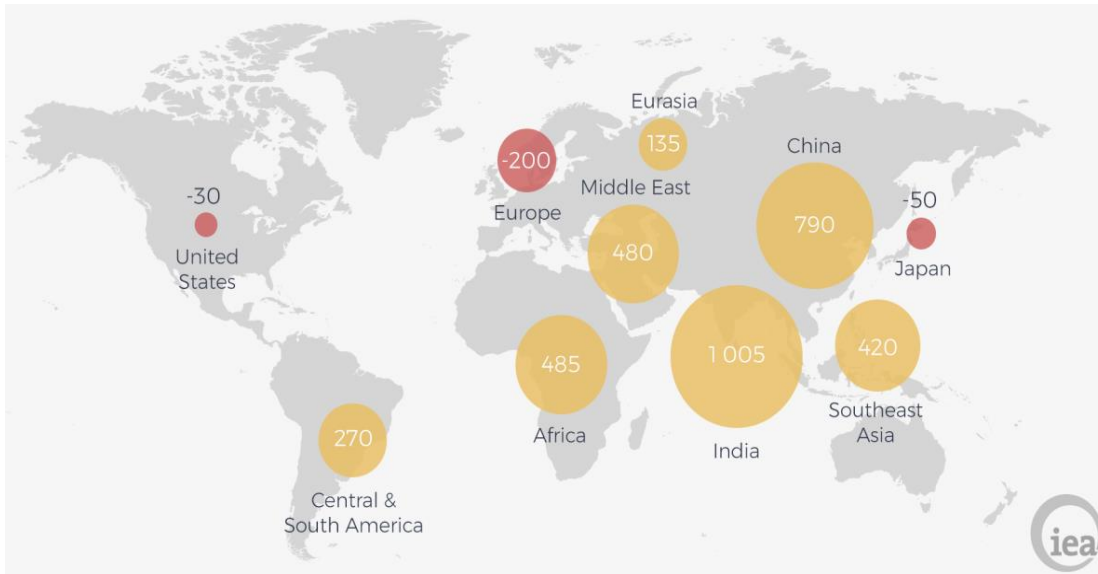 Eurasia
135
China
-200
Middle East
-30
-50
Europe
790
United
States
480
Japan
1 005
420
485
Southeast
Asia
Africa
India
270
Central &
South America
iea